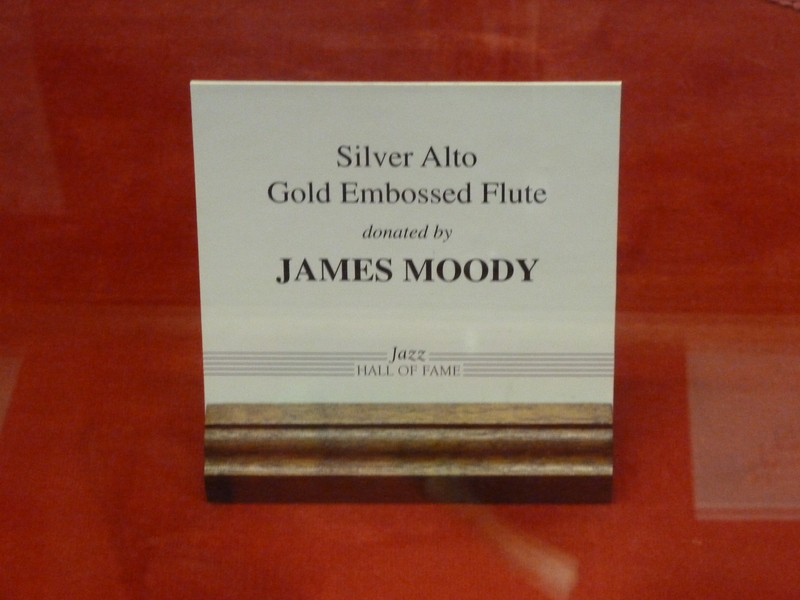 Silver Alto
Gold Embossed Flute
donated by
JAMES MOODY
Jazz
HALL OF FAME